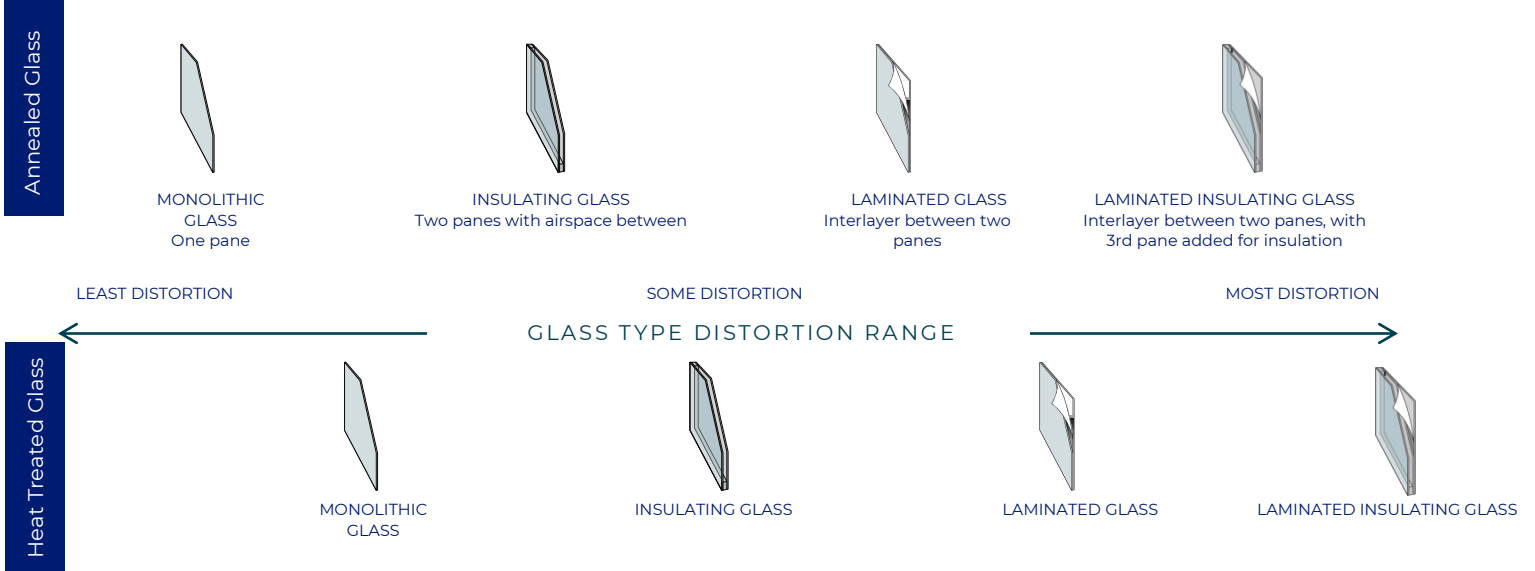 Annealed Glass
MONOLITHIC
GLASS
One pane
INSULATING GLASS
Two panes with airspace between
LAMINATED GLASS
Interlayer between two
panes
LAMINATED INSULATING GLASS
Interlayer between two panes, with
3rd pane added for insulation
LEAST DISTORTION
SOME DISTORTION
MOST DISTORTION
GLASS TYPE DISTORTION RANGE
Heat Treated Glass
MONOLITHIC
GLASS
INSULATING GLASS
LAMINATED GLASS
LAMINATED INSULATING GLASS